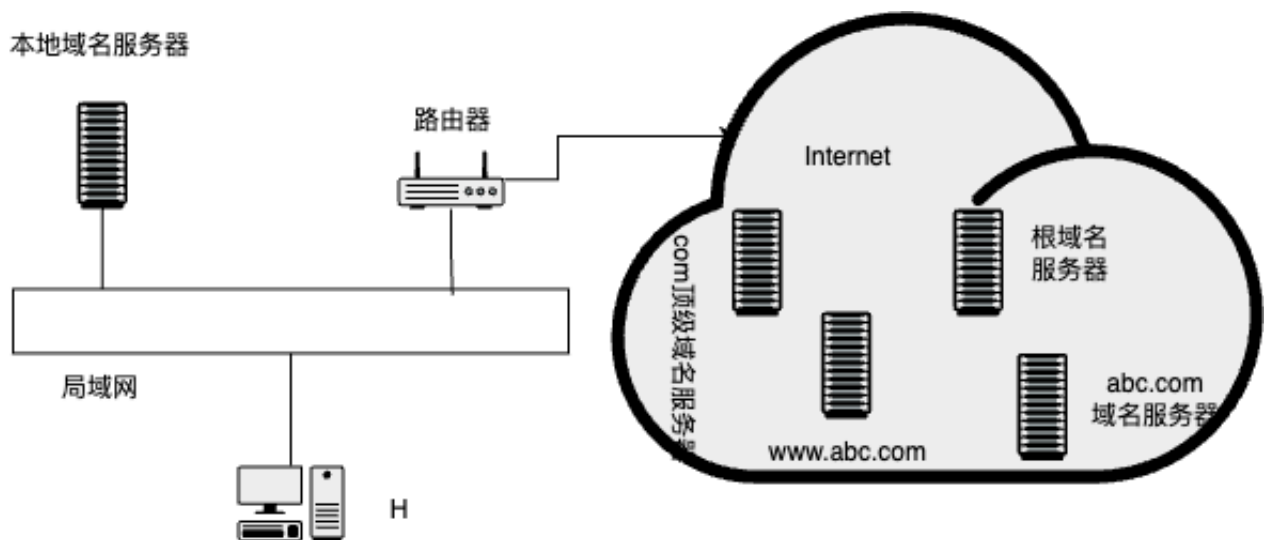 本地域名服务器
路由器
Internet
com顶级域名服务器
根域名
服务器
abc.com
域名服务器
www.abc.com
局域网
H